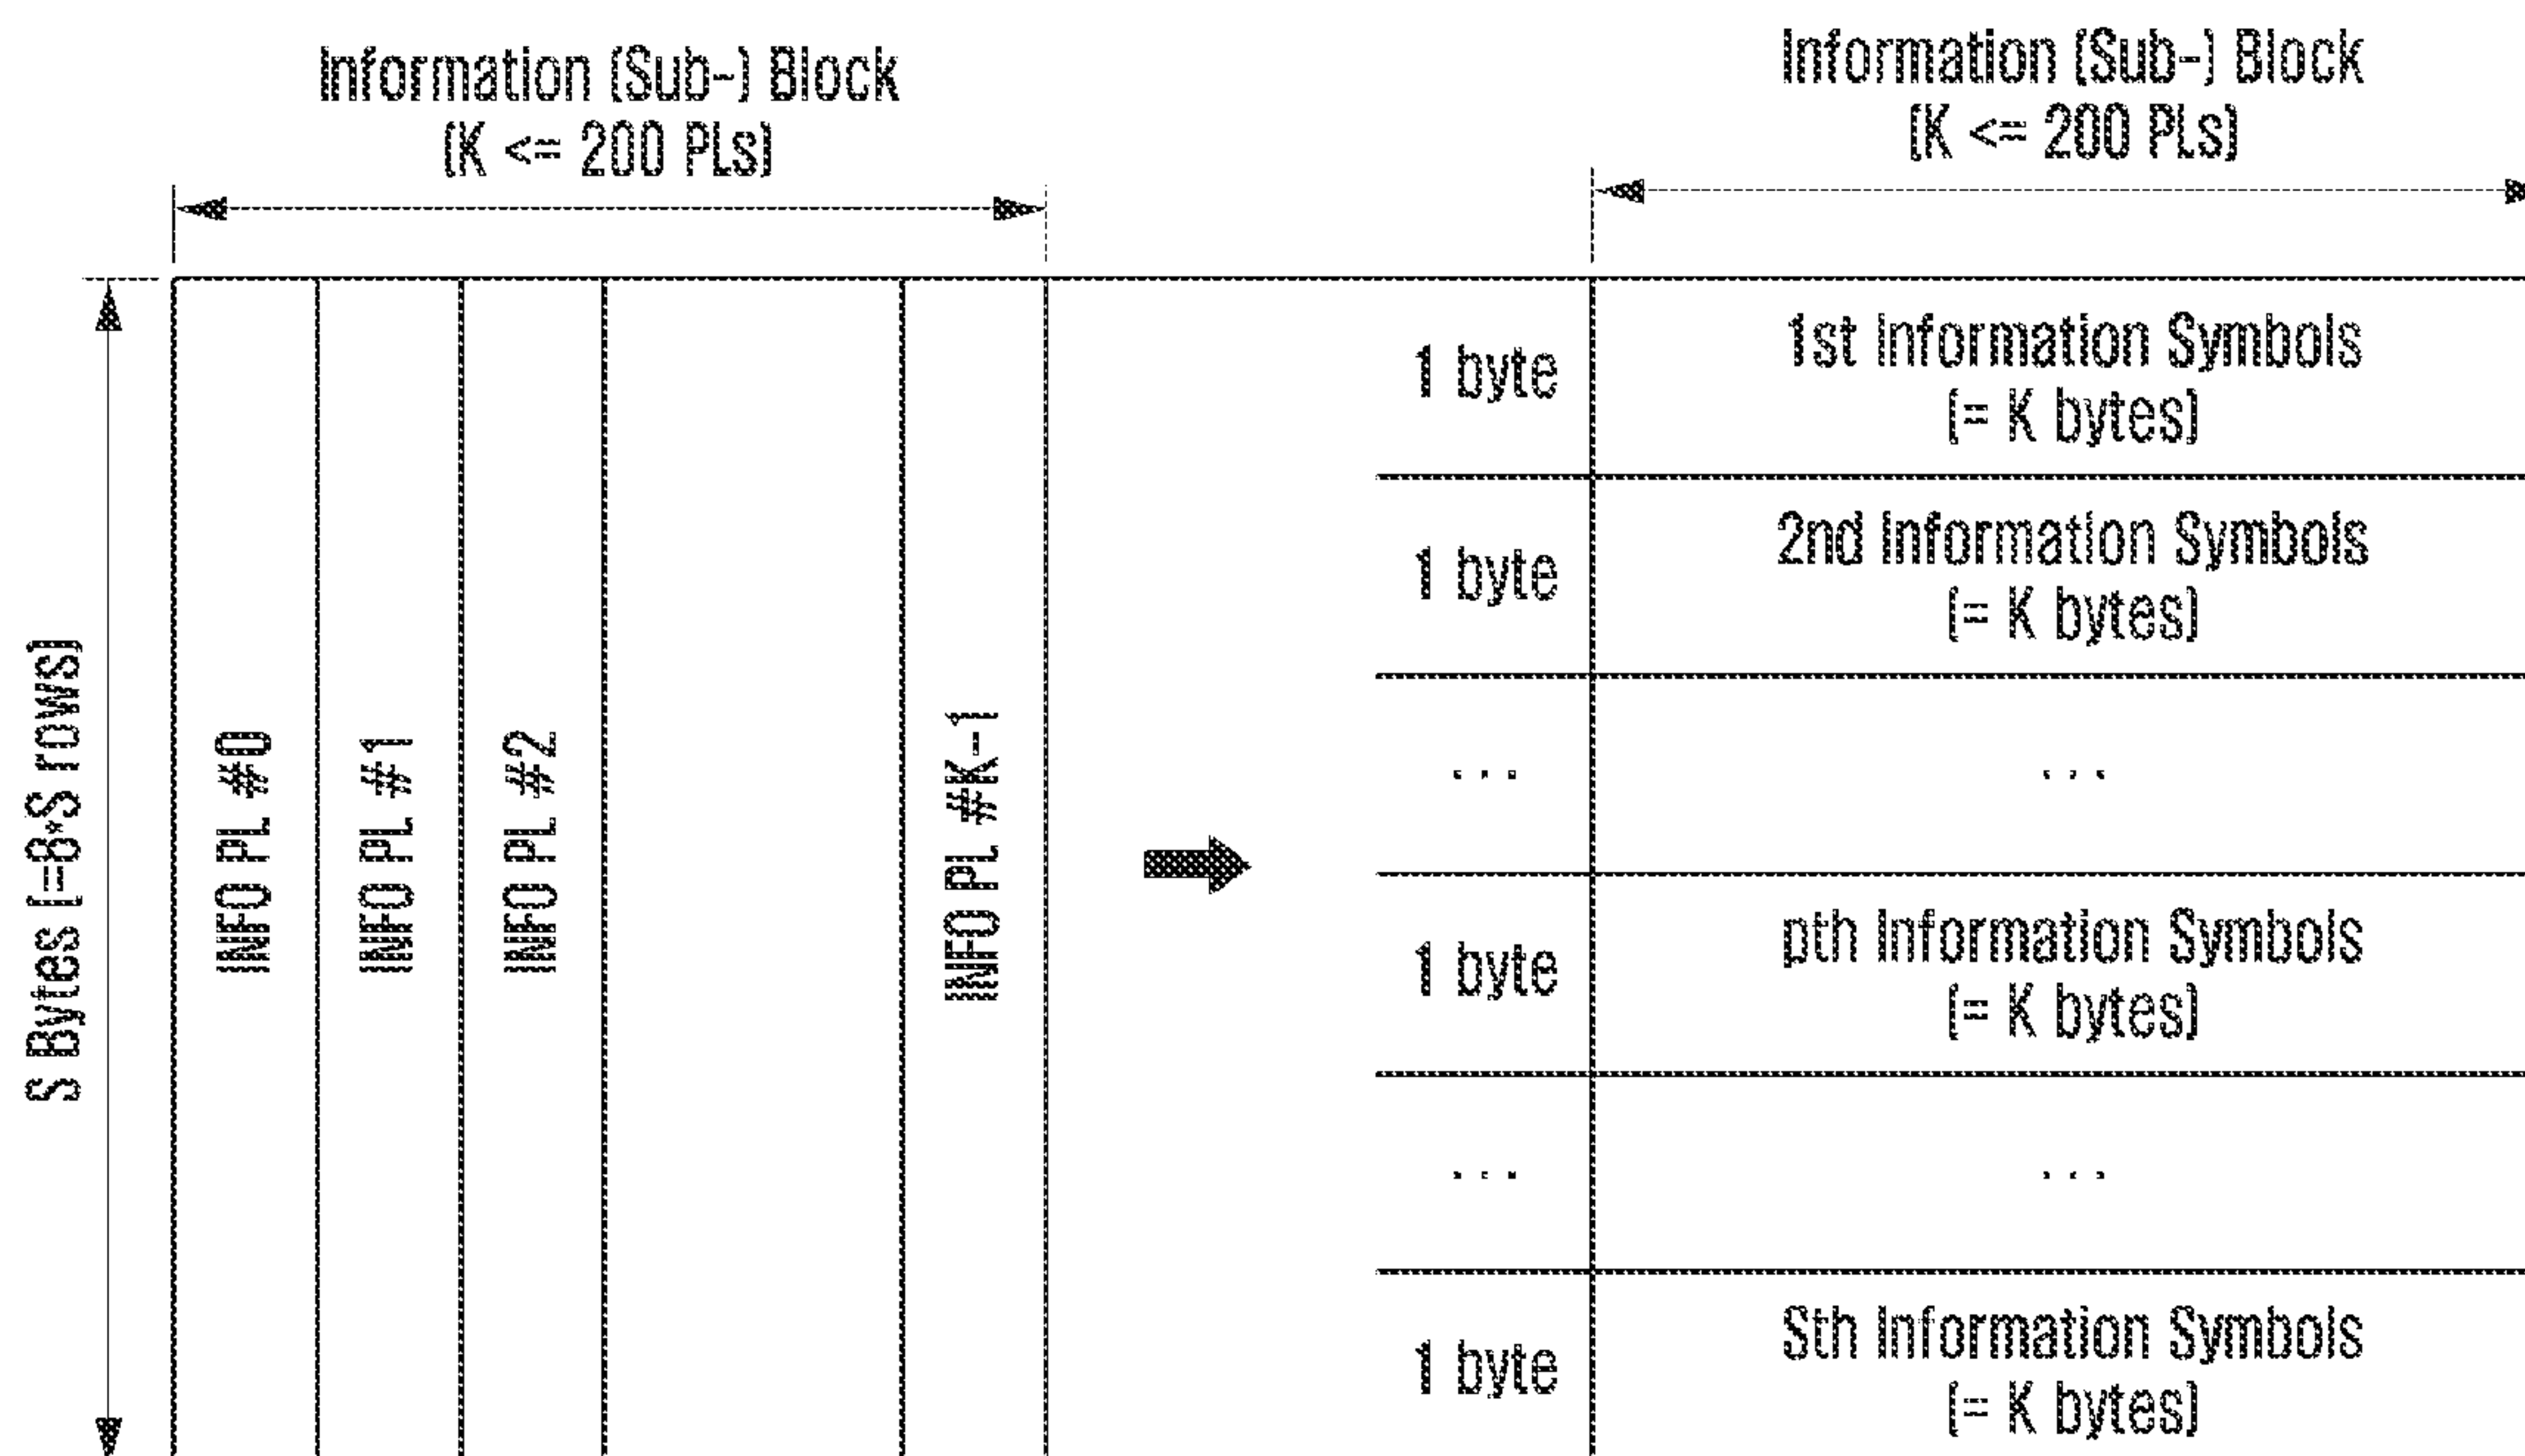 Information (Sub-) Block
(K <= 200 PLs)
Information (Sub-) Block
(K <= 200 PLs)
S Bytes (=8*S rows)
INFO PL #0
INFO PL #1
INFO PL #2
INFO PL #K-1
1 byte
1st Information Symbols
(= K bytes)
1 byte
2nd Information Symbols
(= K bytes)
... ...
1 byte
pth Information Symbols
(= K bytes)
... ...
1 byte
Sth Information Symbols
(= K bytes)